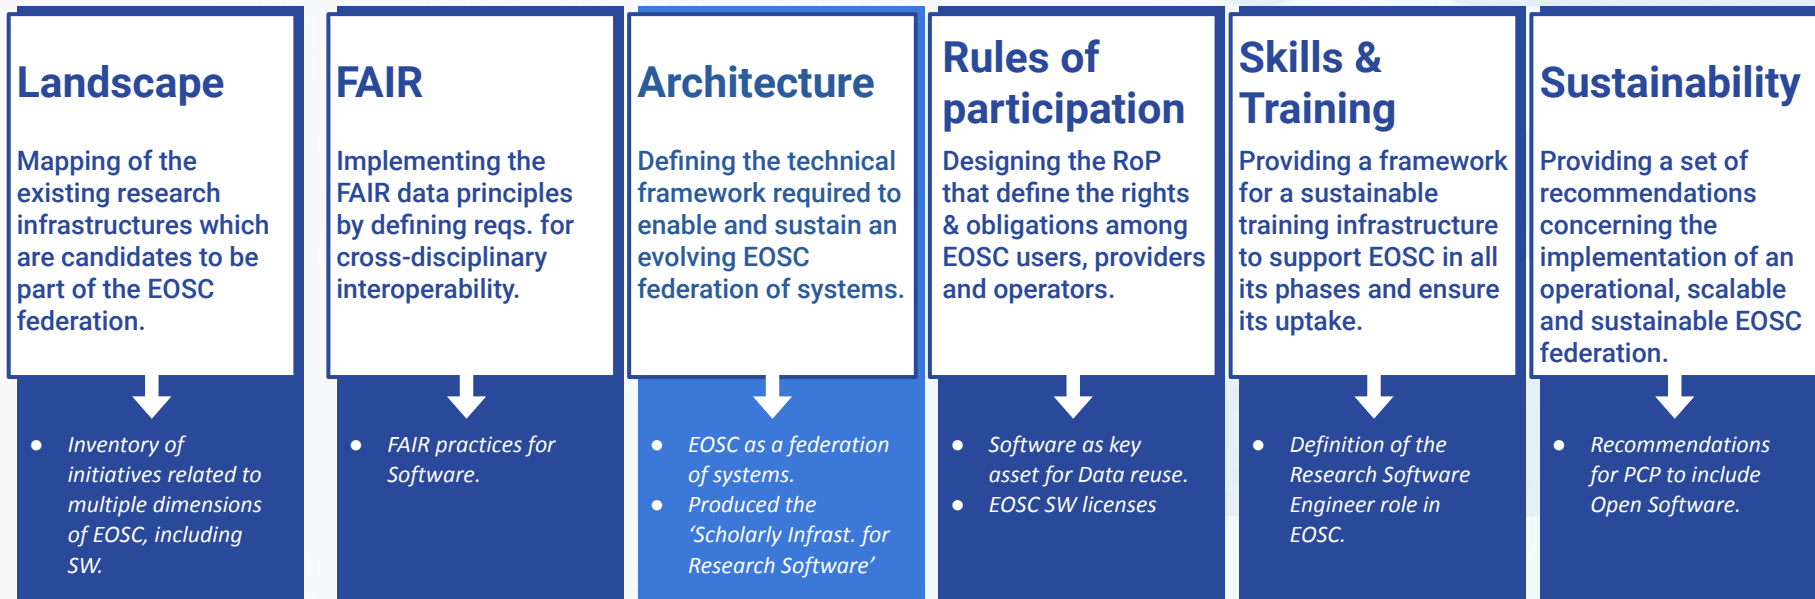 Landscape
Mapping of the
existing research
infrastructures which
are candidates to be
part of the EOSC
federation.
● Inventory of
initiatives related to
multiple dimensions
of EOSC, including
SW.
FAIR
Implementing the
FAIR data principles
by defining reqs. for
cross-disciplinary
interoperability.
● FAIR practices for
Software.
Architecture
Defining the technical
framework required to
enable and sustain an
evolving EOSC
federation of systems.
● EOSC as a federation
of systems.
● Produced the
‘Scholarly Infrast. for
Research Software’
Rules of
participation
Designing the RoP
that define the rights
& obligations among
EOSC users, providers
and operators.
● Software as key
asset for Data reuse.
● EOSC SW licenses
Skills &
Training
Providing a framework
for a sustainable
training infrastructure
to support EOSC in all
its phases and ensure
its uptake.
● Definition of the
Research Software
Engineer role in
EOSC.
Sustainability
Providing a set of
recommendations
concerning the
implementation of an
operational, scalable
and sustainable EOSC
federation.
● Recommendations
for PCP to include
Open Software.